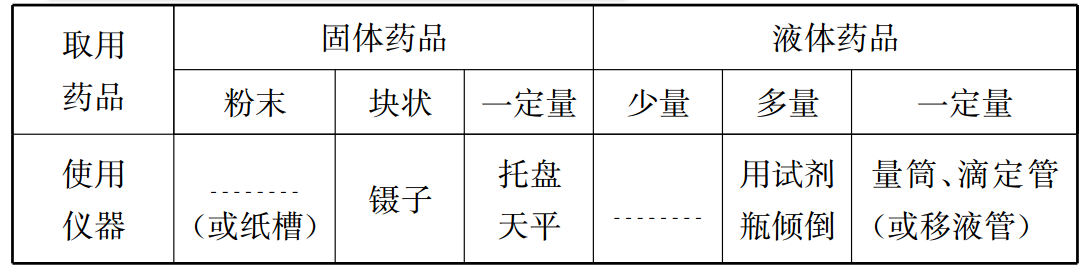 取用
药品
固体药品
液体药品
粉末
块状
一定量
少量
多量
一定量
使用
仪器
--------
(或纸槽)
镊子
托盘
天平
--------
用试剂
瓶倾倒
量筒、滴定管
(或移液管)